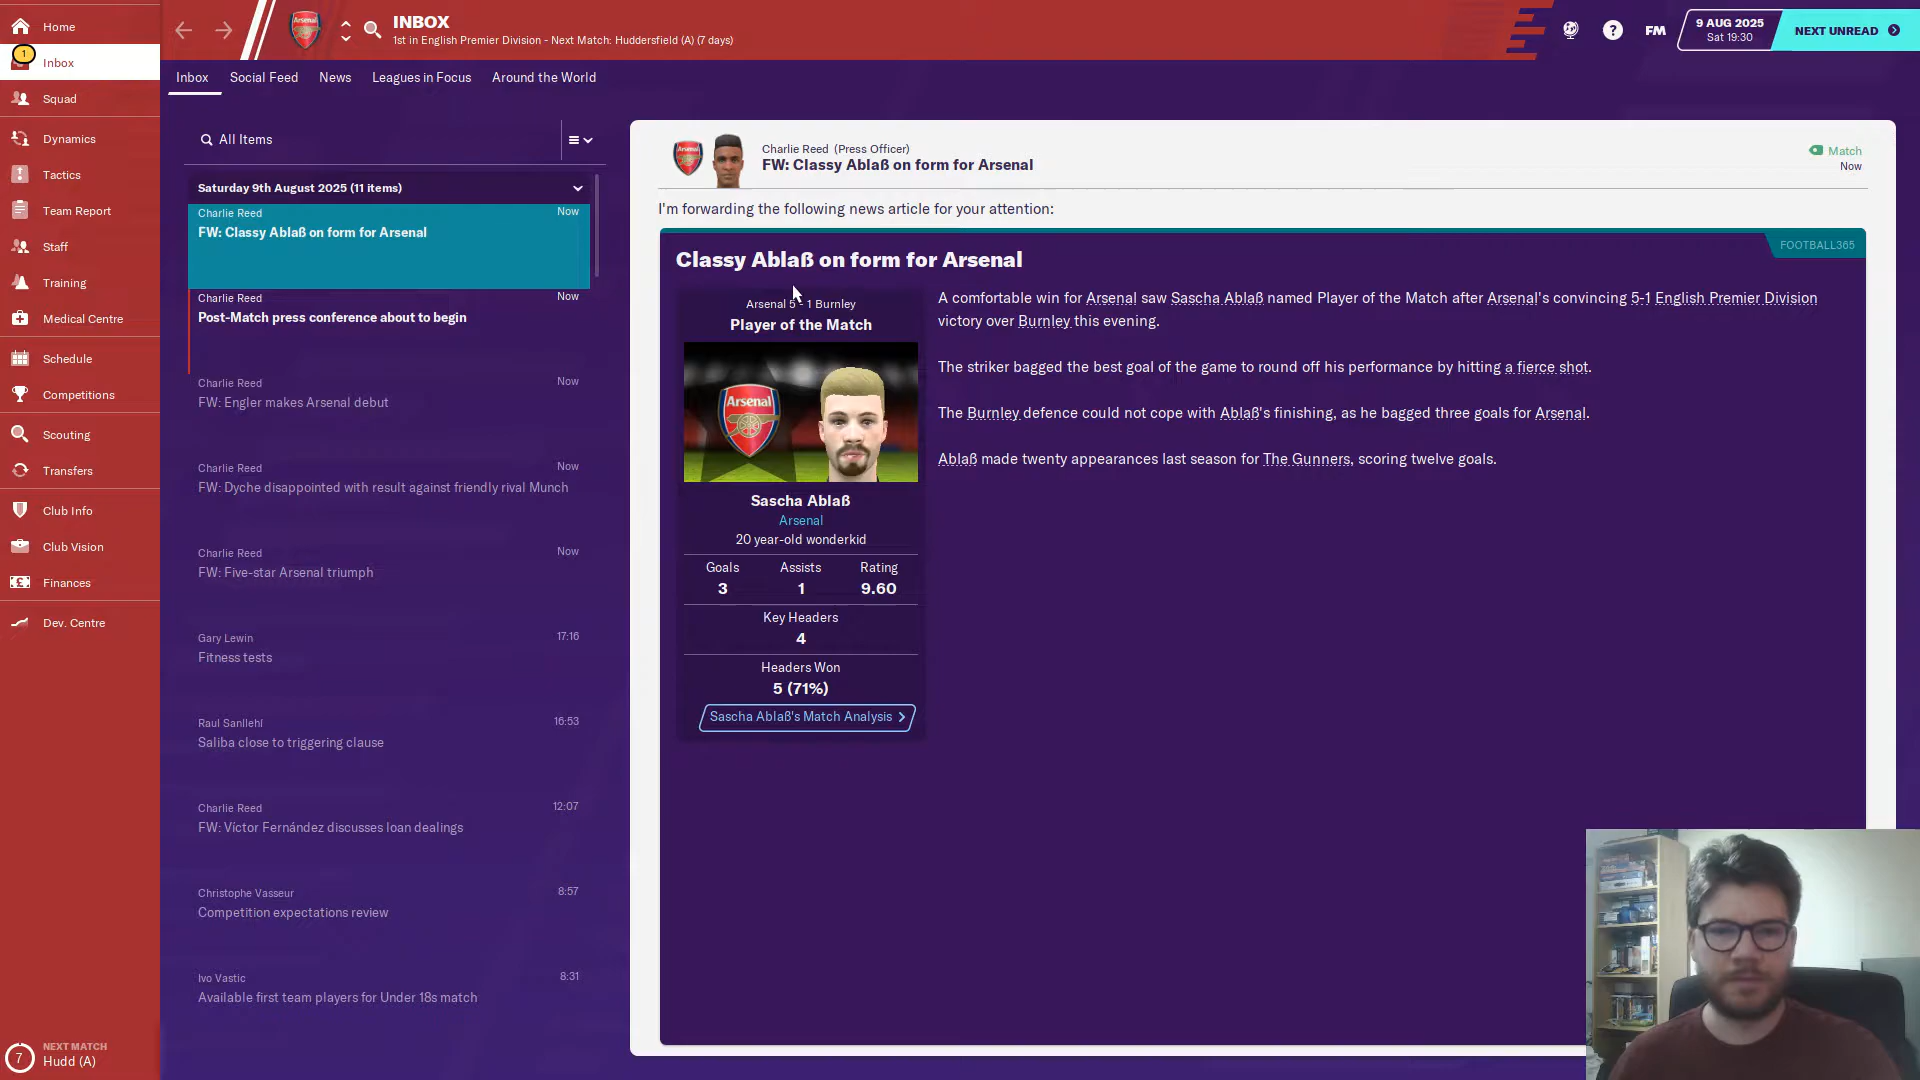 Home
1
Inbox
Squad
Dynamics
Tactics
Team Report
Staff
Training
Medical Centre
Schedule
Competitions
Scouting
Transfers
Club Info
Club Vision
Finances
Dev. Centre
7
NEXT MATCH
Hudd (A)
Arsenal
INBOX
1st in English Premier Division - Next Match: Huddersfield (A) (7 days)
?
FM
9 AUG 2025
Sat 19:30
NEXT UNREAD
Inbox
Social Feed
News
Leagues in Focus
Around the World
All Items
Saturday 9th August 2025 (11 items)
Charlie Reed
Now
FW: Classy Ablaß on form for Arsenal
Charlie Reed
Now
Post-Match press conference about to begin
Charlie Reed
Now
FW: Engler makes Arsenal debut
Charlie Reed
Now
FW: Dyche disappointed with result against friendly rival Munch
Charlie Reed
Now
FW: Five-star Arsenal triumph
Gary Lewin
17:16
Fitness tests
Raul Sanllehí
16:53
Saliba close to triggering clause
Charlie Reed
12:07
FW: Víctor Fernández discusses loan dealings
Christophe Vasseur
8:57
Competition expectations review
Ivo Vastic
8:31
Available first team players for Under 18s match
Arsenal
Charlie Reed (Press Officer)
FW: Classy Ablaß on form for Arsenal
Match
Now
I'm forwarding the following news article for your attention:
FOOTBALL365
Classy Ablaß on form for Arsenal
Arsenal 5 - 1 Burnley
Player of the Match
Arsenal
Sascha Ablaß
Arsenal
20 year-old wonderkid
Goals Assists Rating
3 1 9.60
Key Headers
4
Headers Won
5 (71%)
Sascha Ablaß's Match Analysis
A comfortable win for Arsenal saw Sascha Ablaß named Player of the Match after Arsenal's convincing 5-1 English Premier Division
victory over Burnley this evening.
The striker bagged the best goal of the game to round off his performance by hitting a fierce shot.
The Burnley defence could not cope with Ablaß's finishing, as he bagged three goals for Arsenal.
Ablaß made twenty appearances last season for The Gunners, scoring twelve goals.